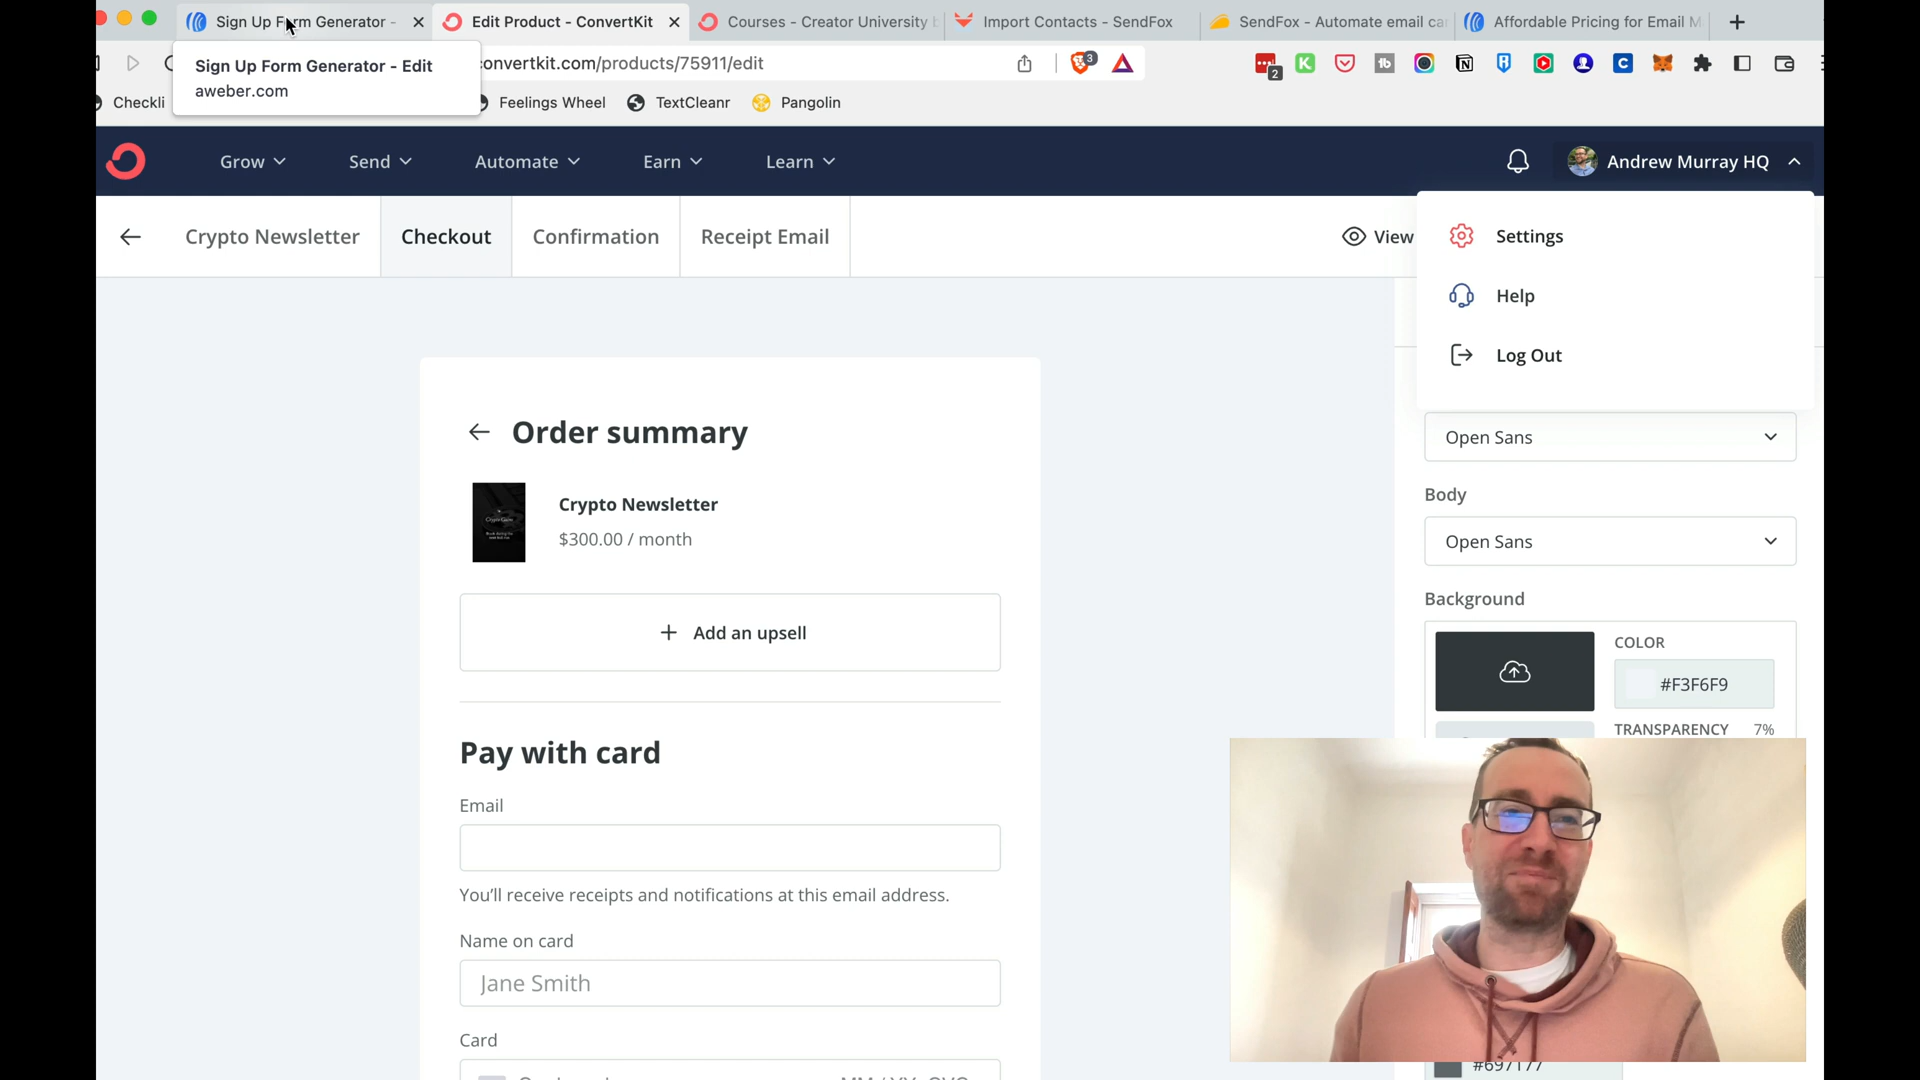 Sign Up Form Generator -
Edit Product - ConvertKit
Courses - Creator University
Import Contacts - SendFox
SendFox - Automate email ca
Affordable Pricing for Email M
Sign Up Form Generator - Edit
aweber.com
onvertkit.com/products/75911/edit
3
2
Checkli
Feelings Wheel
TextCleanr
Pangolin
Grow
Send
Automate
Earn
Learn
Andrew Murray HQ
Crypto Newsletter
Checkout
Confirmation
Receipt Email
View
Settings
Help
Log Out
Order summary
Crypto Newsletter
$300.00 / month
Add an upsell
Pay with card
Email
You'll receive receipts and notifications at this email address.
Name on card
Jane Smith
Card
Open Sans
Body
Open Sans
Background
COLOR
#F3F6F9
TRANSPARENCY 7%
#697177